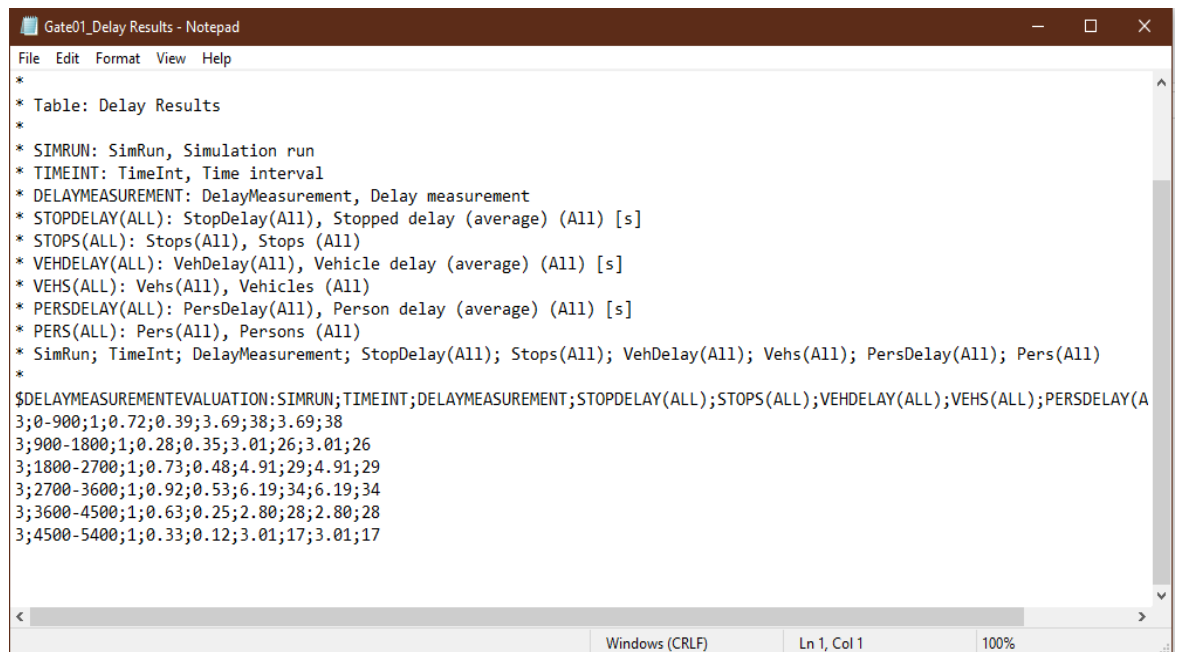 Gate01_Delay Results - Notepad
File Edit Format View Help
*
* Table: Delay Results
*
* SIMRUN: SimRun, Simulation run
* TIMEINT: TimeInt, Time interval
* DELAYMEASUREMENT: DelayMeasurement, Delay measurement
* STOPDELAY(ALL): StopDelay(All), Stopped delay (average) (All) [s]
* STOPS(ALL): Stops(All), Stops (All)
* VEHDELAY(ALL): VehDelay(All), Vehicle delay (average) (All) [s]
* VEHS(ALL): Vehs(All), Vehicles (All)
* PERSDELAY(ALL): PersDelay(All), Person delay (average) (All) [s]
* PERS(ALL): Pers(All), Persons (All)
* SimRun; TimeInt; DelayMeasurement; StopDelay(All); Stops(All); VehDelay(All); Vehs(All); PersDelay(All); Pers(All)
*
$DELAYMEASUREMENTEVALUATION:SIMRUN;TIMEINT;DELAYMEASUREMENT;STOPDELAY(ALL);STOPS(ALL);VEHDELAY(ALL);VEHS(ALL);PERSDELAY(A
3;0-900;1;0.72;0.39;3.69;38;3.69;38
3;900-1800;1;0.28;0.35;3.01;26;3.01;26
3;1800-2700;1;0.73;0.48;4.91;29;4.91;29
3;2700-3600;1;0.92;0.53;6.19;34;6.19;34
3;3600-4500;1;0.63;0.25;2.80;28;2.80;28
3;4500-5400;1;0.33;0.12;3.01;17;3.01;17
Windows (CRLF) Ln 1, Col 1 100%